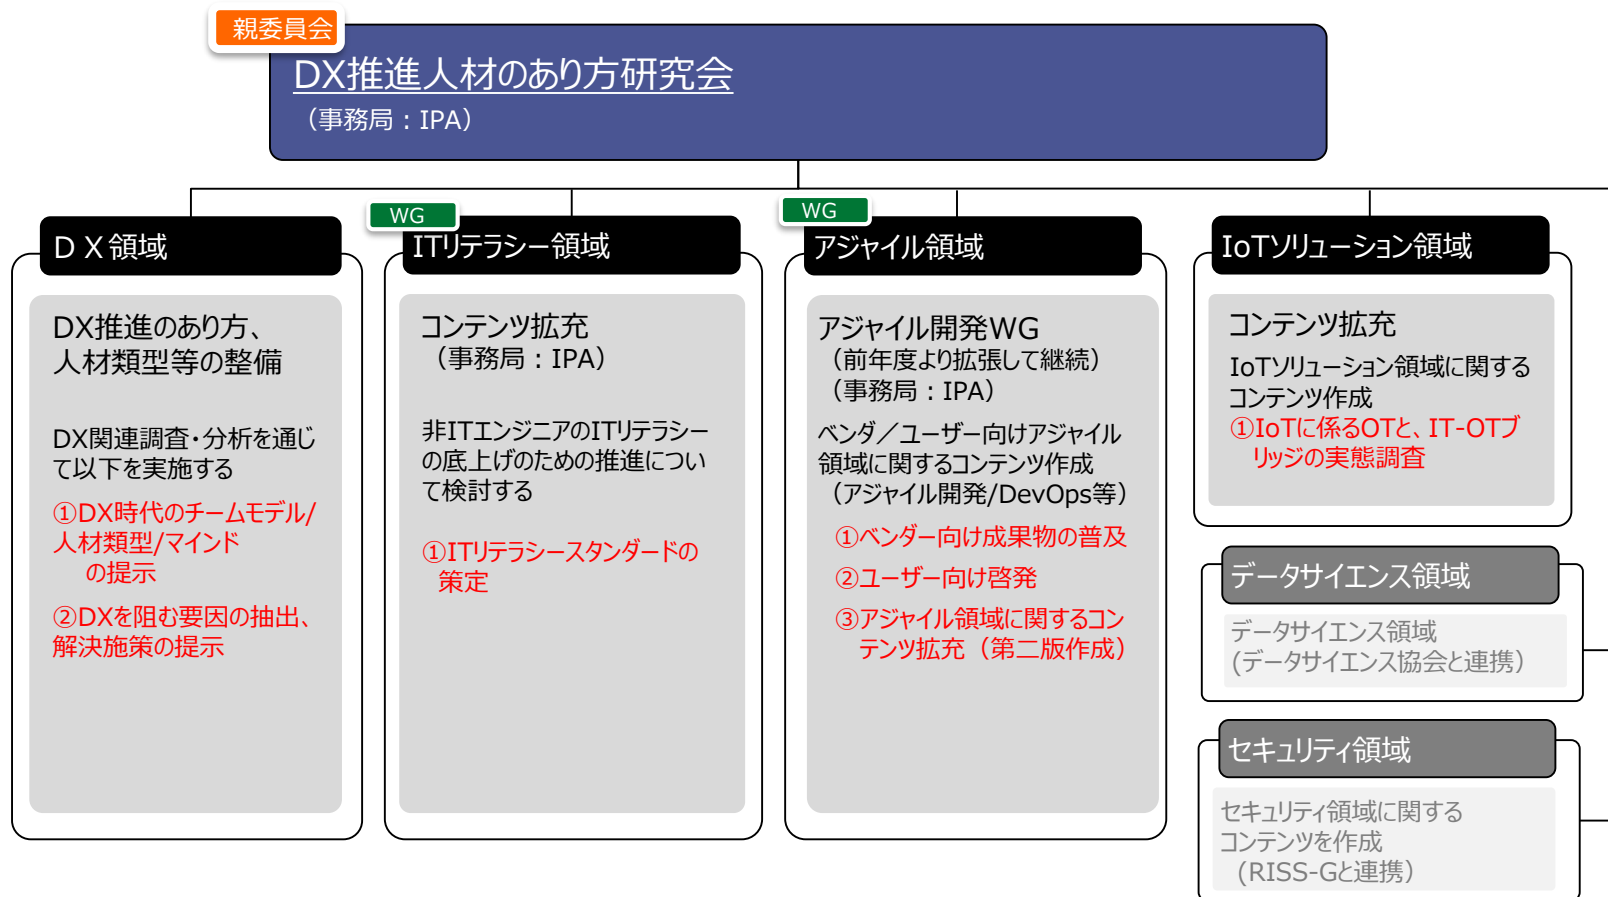 親委員会
DX推進人材のあり方研究会
（事務局：IPA）
DX領域
DX推進のあり方、
人材類型等の整備
DX関連調査・分析を通じ
て以下を実施する
①DX時代のチームモデル/
人材類型/マインド
の提示
②DXを阻む要因の抽出、
解決施策の提示
WG
ITリテラシー領域
コンテンツ拡充
（事務局：IPA）
非ITエンジニアのITリテラシー
の底上げのための推進につい
て検討する
①ITリテラシースタンダードの
策定
WG
アジャイル領域
アジャイル開発WG
（前年度より拡張して継続）
（事務局：IPA）
ベンダ／ユーザー向けアジャイル
領域に関するコンテンツ作成
（アジャイル開発/DevOps等）
①ベンダー向け成果物の普及
②ユーザー向け啓発
③アジャイル領域に関するコン
テンツ拡充（第二版作成）
IoTソリューション領域
コンテンツ拡充
IoTソリューション領域に関する
コンテンツ作成
①IoTに係るOTと、IT-OTブ
リッジの実態調査
データサイエンス領域
データサイエンス領域
(データサイエンス協会と連携）
セキュリティ領域
セキュリティ領域に関する
コンテンツを作成
(RISS-Gと連携）